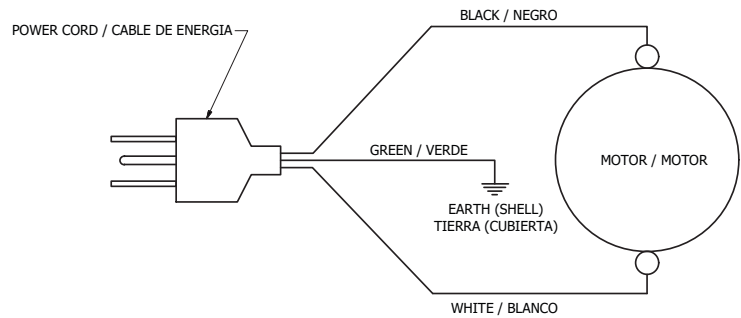 BLACK / NEGRO
POWER CORD / CABLE DE ENERGIA
GREEN / VERDE
MOTOR / MOTOR
EARTH (SHELL)
TIERRA (CUBIERTA)
WHITE / BLANCO